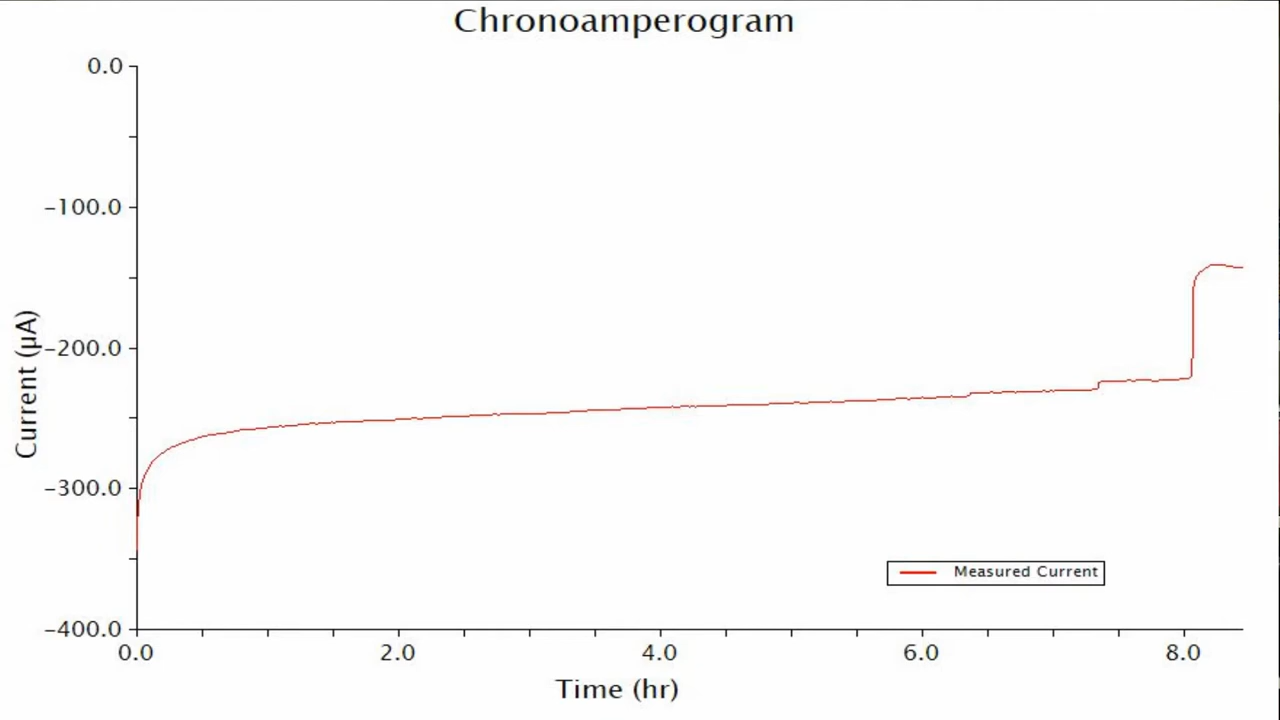 Chronoamperogram
0.0
−100.0
−200.0
−300.0
−400.0
Current (µA)
Measured Current
0.0 2.0 4.0 6.0 8.0
Time (hr)